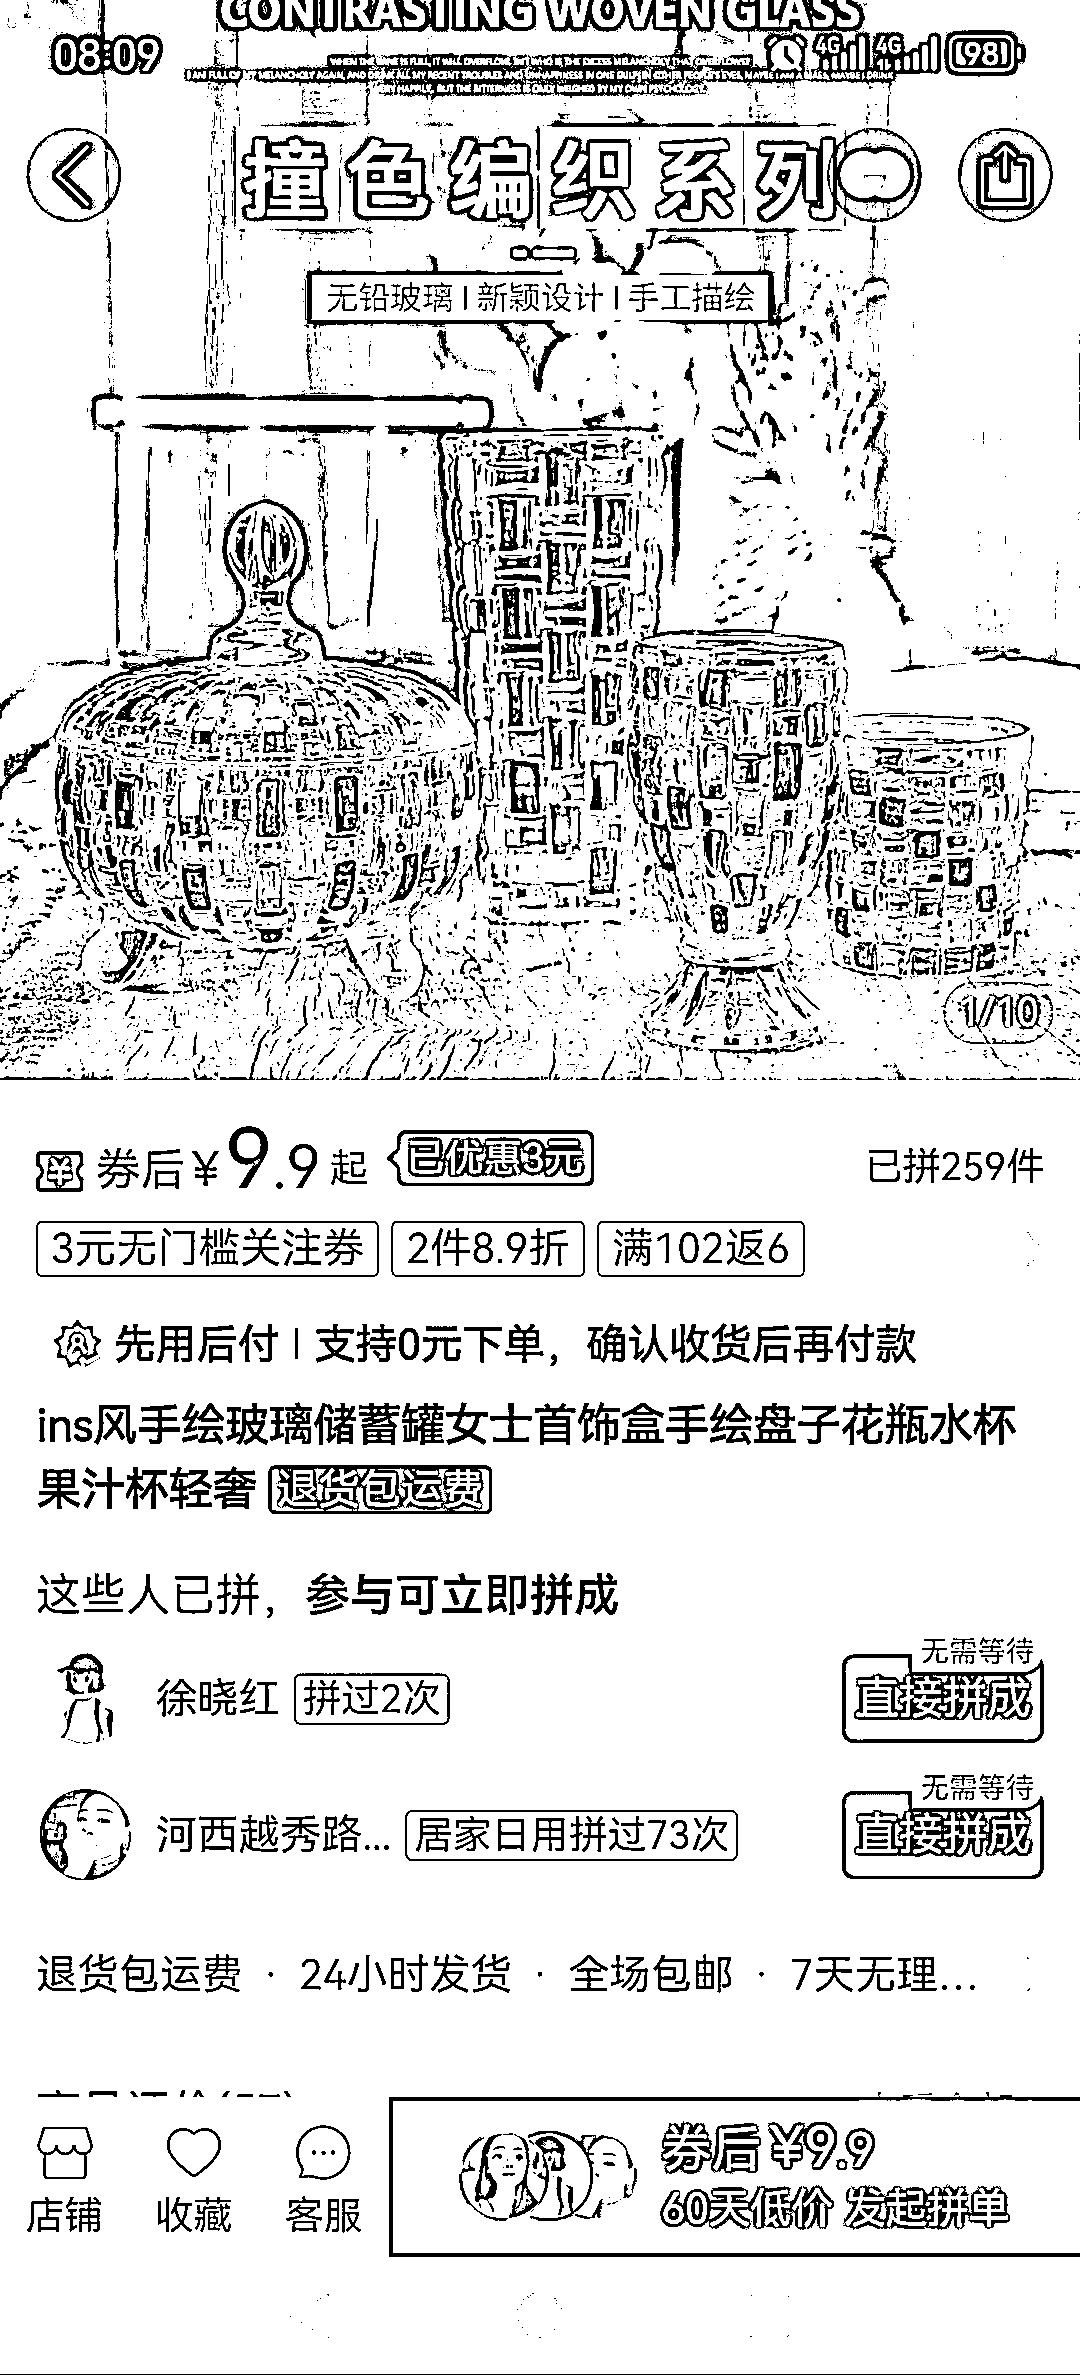 CONTRASTING WOVEN GLASS
08:09
4G 4G 98
撞色编织系列
无铅玻璃 | 新颖设计 | 手工描绘
1/10
券后¥9.9起 已优惠3元 已拼259件
3元无门槛关注券 2件8.9折 满102返6
先用后付 | 支持0元下单，确认收货后再付款
ins风手绘玻璃储蓄罐女士首饰盒手绘盘子花瓶水杯
果汁杯轻奢 退货包运费
这些人已拼，参与可立即拼成
无需等待
徐晓红 拼过2次 直接拼成
无需等待
河西越秀路... 居家日用拼过73次 直接拼成
退货包运费 · 24小时发货 · 全场包邮 · 7天无理...
券后¥9.9
店铺 收藏 客服 60天低价 发起拼单